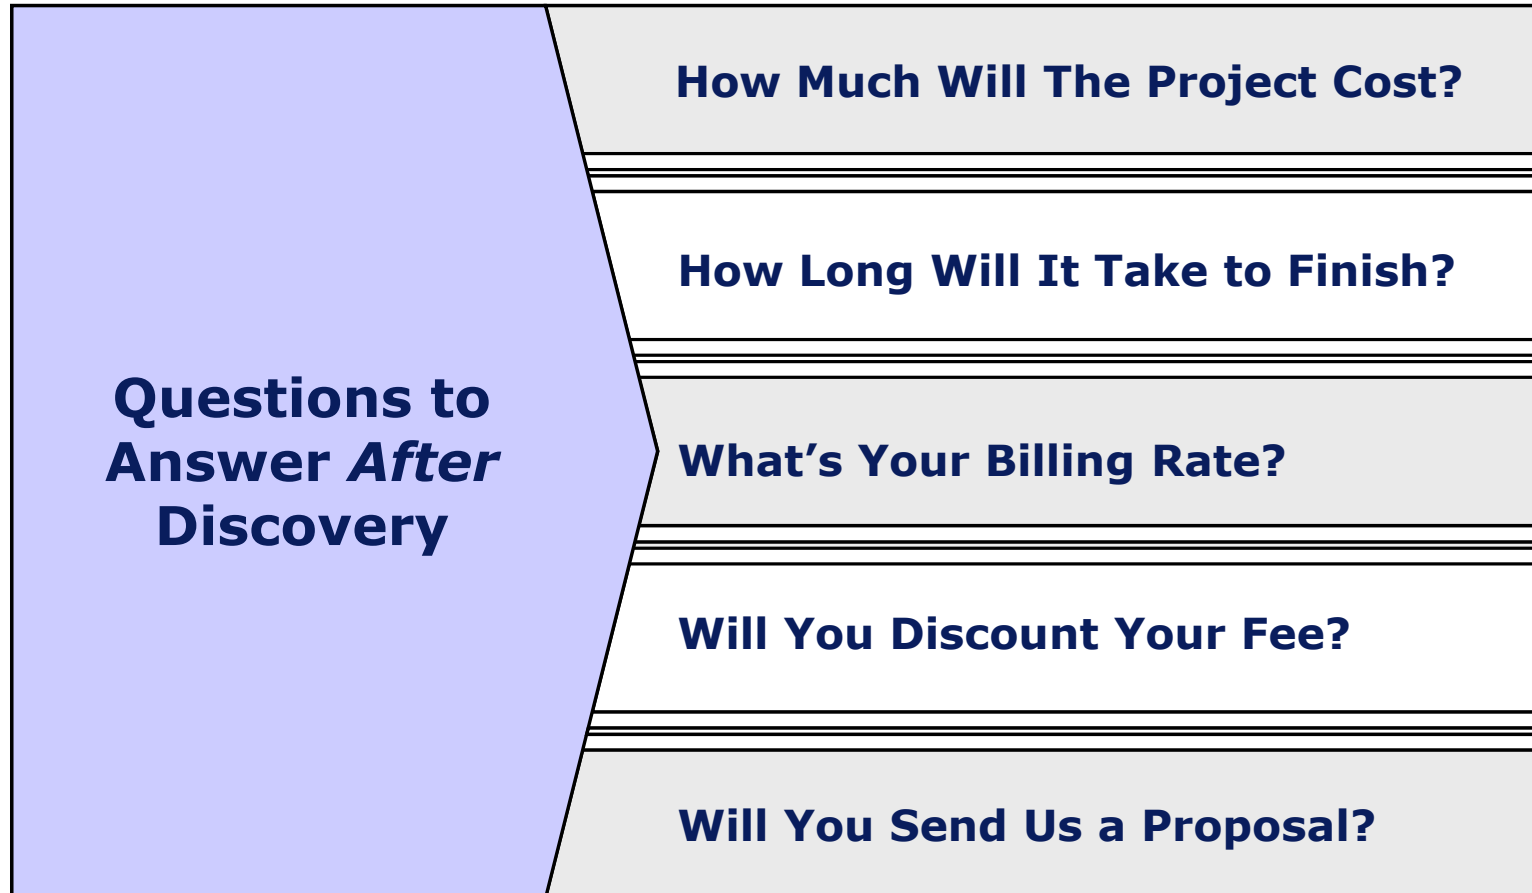 Questions to
Answer After
Discovery
How Much Will The Project Cost?
How Long Will It Take to Finish?
What’s Your Billing Rate?
Will You Discount Your Fee?
Will You Send Us a Proposal?